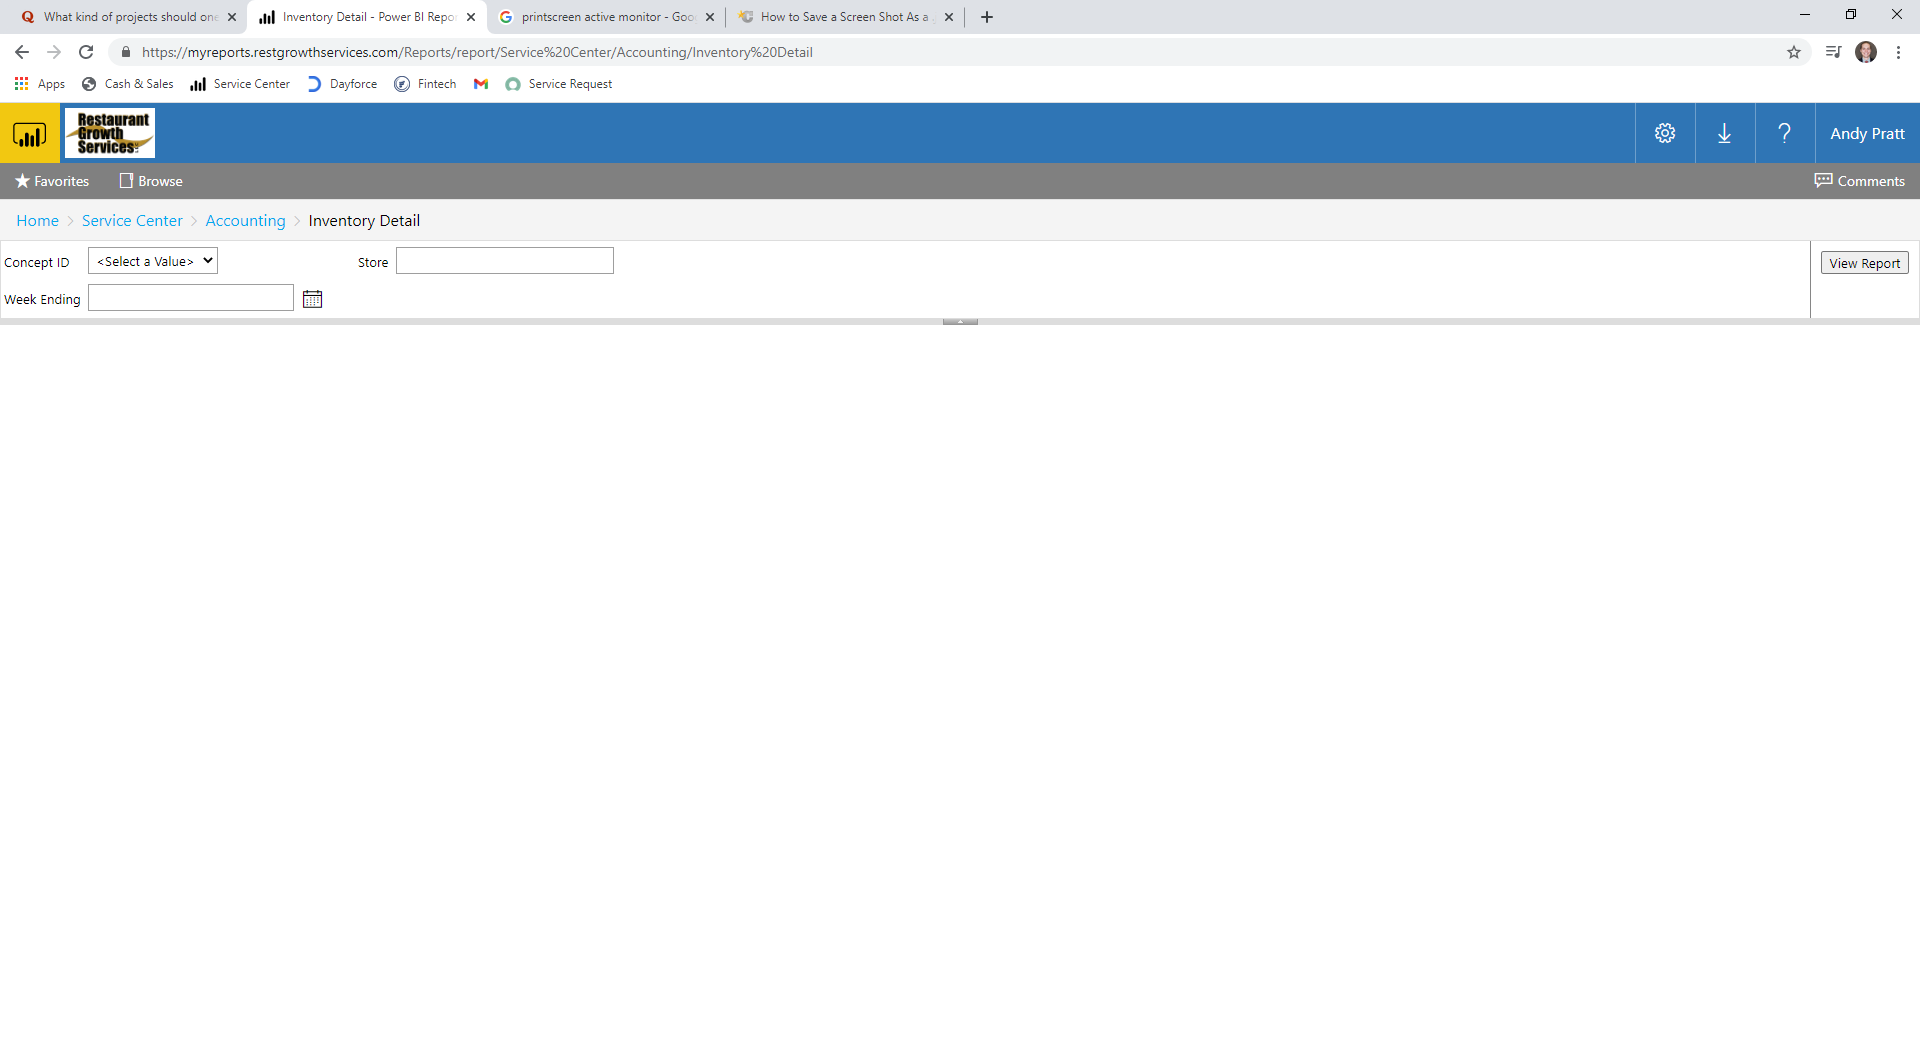 What kind of projects should one
Inventory Detail - Power BI Repor
printscreen active monitor - Goo
How to Save a Screen Shot As a
https://myreports.restgrowthservices.com/Reports/report/Service%20Center/Accounting/Inventory%20Detail
Apps
Cash & Sales
Service Center
Dayforce
Fintech
Service Request
Restaurant
Growth
Services
Andy Pratt
Favorites
Browse
Comments
Home > Service Center > Accounting > Inventory Detail
Concept ID
<Select a Value>
Store
View Report
Week Ending